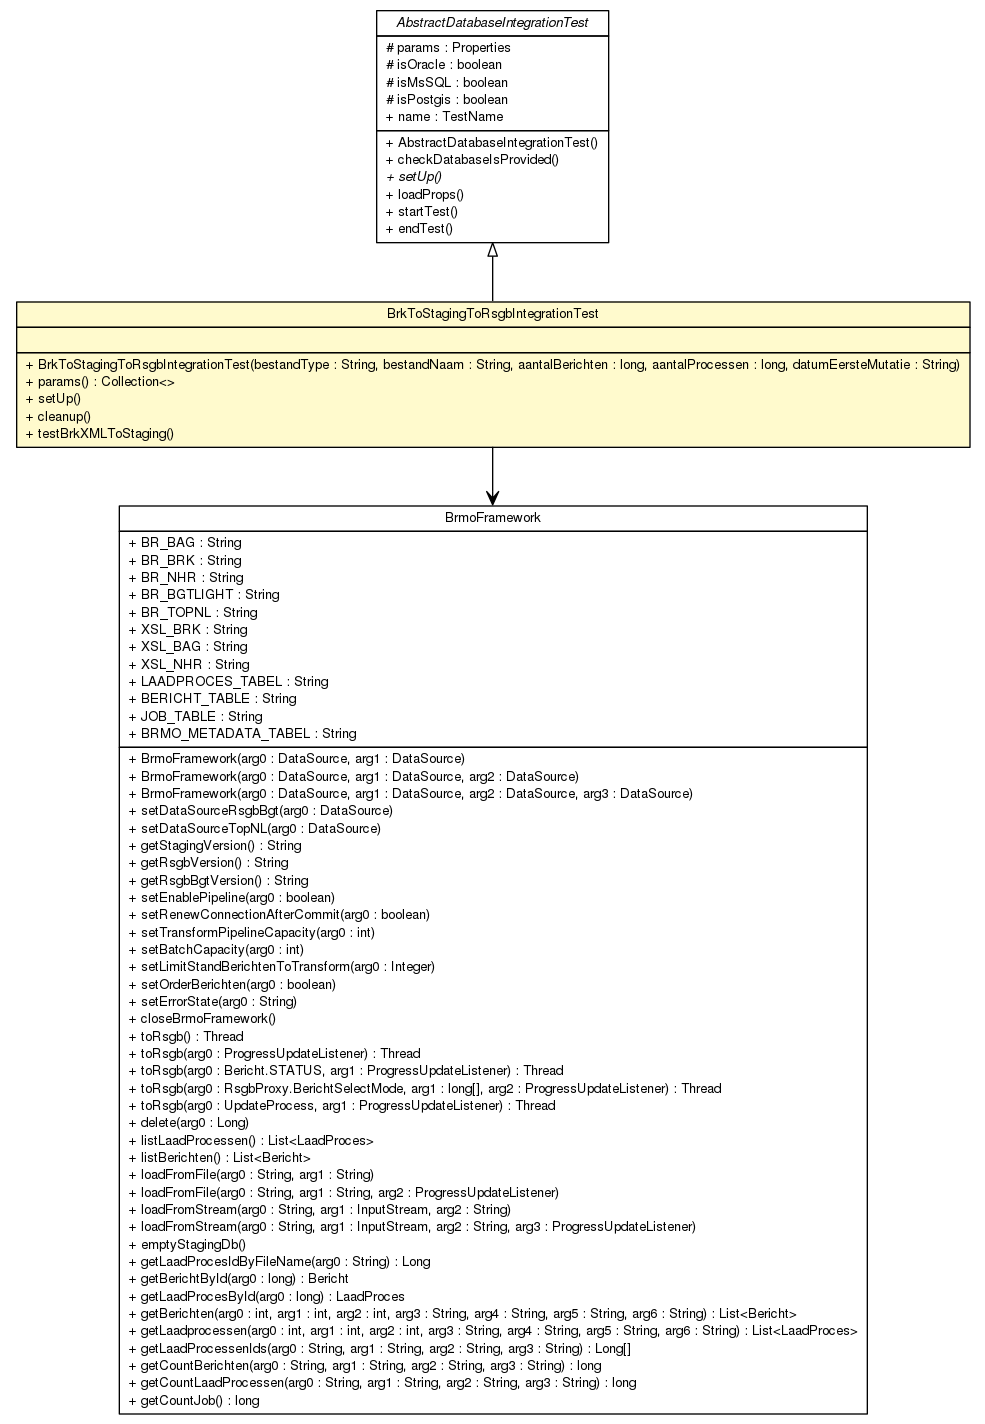 AbstractDatabaseIntegrationTest
# params : Properties
# isOracle : boolean
# isMsSQL : boolean
# isPostgis : boolean
+ name : TestName
+ AbstractDatabaseIntegrationTest()
+ checkDatabaseIsProvided()
+ setUp()
+ loadProps()
+ startTest()
+ endTest()
BrkToStagingToRsgbIntegrationTest
+ BrkToStagingToRsgbIntegrationTest(bestandType : String, bestandNaam : String, aantalBerichten : long, aantalProcessen : long, datumEersteMutatie : String)
+ params() : Collection<>
+ setUp()
+ cleanup()
+ testBrkXMLToStaging()
BrmoFramework
+ BR_BAG : String
+ BR_BRK : String
+ BR_NHR : String
+ BR_BGTLIGHT : String
+ BR_TOPNL : String
+ XSL_BRK : String
+ XSL_BAG : String
+ XSL_NHR : String
+ LAADPROCES_TABEL : String
+ BERICHT_TABLE : String
+ JOB_TABLE : String
+ BRMO_METADATA_TABEL : String
+ BrmoFramework(arg0 : DataSource, arg1 : DataSource)
+ BrmoFramework(arg0 : DataSource, arg1 : DataSource, arg2 : DataSource)
+ BrmoFramework(arg0 : DataSource, arg1 : DataSource, arg2 : DataSource, arg3 : DataSource)
+ setDataSourceRsgbBgt(arg0 : DataSource)
+ setDataSourceTopNL(arg0 : DataSource)
+ getStagingVersion() : String
+ getRsgbVersion() : String
+ getRsgbBgtVersion() : String
+ setEnablePipeline(arg0 : boolean)
+ setRenewConnectionAfterCommit(arg0 : boolean)
+ setTransformPipelineCapacity(arg0 : int)
+ setBatchCapacity(arg0 : int)
+ setLimitStandBerichtenToTransform(arg0 : Integer)
+ setOrderBerichten(arg0 : boolean)
+ setErrorState(arg0 : String)
+ closeBrmoFramework()
+ toRsgb() : Thread
+ toRsgb(arg0 : ProgressUpdateListener) : Thread
+ toRsgb(arg0 : Bericht.STATUS, arg1 : ProgressUpdateListener) : Thread
+ toRsgb(arg0 : RsgbProxy.BerichtSelectMode, arg1 : long[], arg2 : ProgressUpdateListener) : Thread
+ toRsgb(arg0 : UpdateProcess, arg1 : ProgressUpdateListener) : Thread
+ delete(arg0 : Long)
+ listLaadProcessen() : List<LaadProces>
+ listBerichten() : List<Bericht>
+ loadFromFile(arg0 : String, arg1 : String)
+ loadFromFile(arg0 : String, arg1 : String, arg2 : ProgressUpdateListener)
+ loadFromStream(arg0 : String, arg1 : InputStream, arg2 : String)
+ loadFromStream(arg0 : String, arg1 : InputStream, arg2 : String, arg3 : ProgressUpdateListener)
+ emptyStagingDb()
+ getLaadProcesIdByFileName(arg0 : String) : Long
+ getBerichtById(arg0 : long) : Bericht
+ getLaadProcesById(arg0 : long) : LaadProces
+ getBerichten(arg0 : int, arg1 : int, arg2 : int, arg3 : String, arg4 : String, arg5 : String, arg6 : String) : List<Bericht>
+ getLaadprocessen(arg0 : int, arg1 : int, arg2 : int, arg3 : String, arg4 : String, arg5 : String, arg6 : String) : List<LaadProces>
+ getLaadProcessenIds(arg0 : String, arg1 : String, arg2 : String, arg3 : String) : Long[]
+ getCountBerichten(arg0 : String, arg1 : String, arg2 : String, arg3 : String) : long
+ getCountLaadProcessen(arg0 : String, arg1 : String, arg2 : String, arg3 : String) : long
+ getCountJob() : long